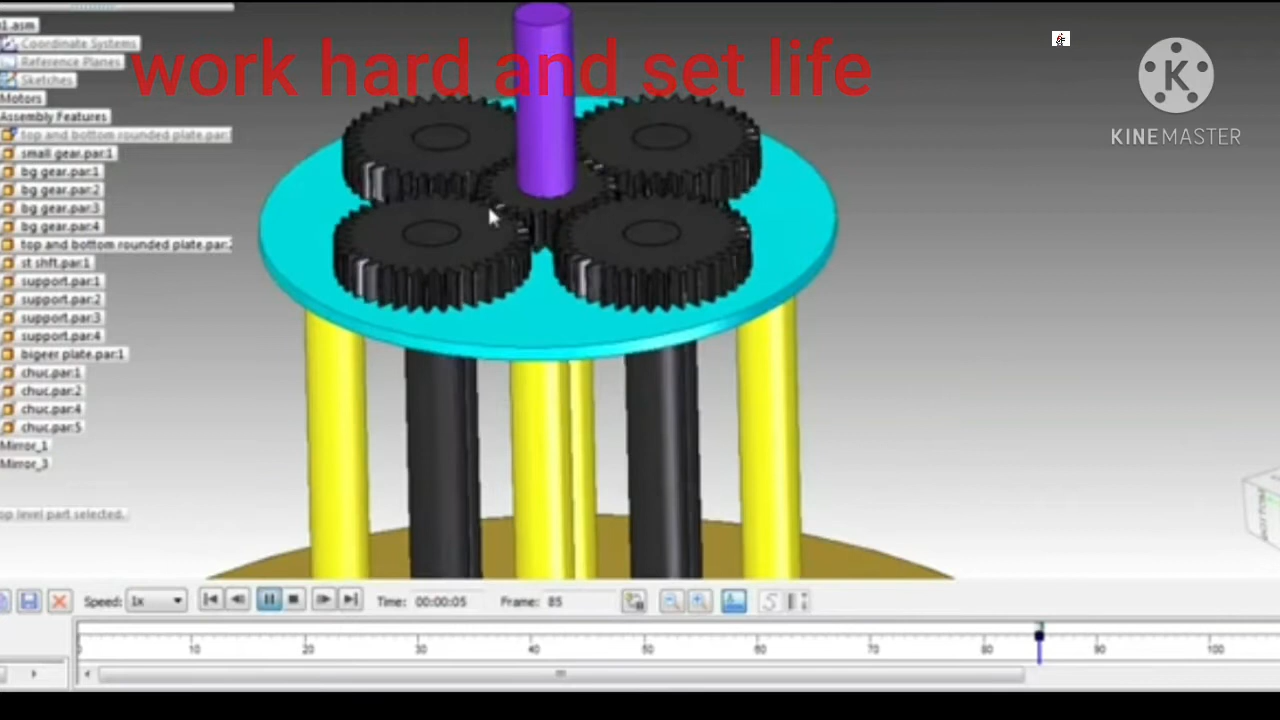 work hard and set life
K
KINEMASTER
1.asm
Coordinate Systems
Reference Planes
Sketches
Motors
Assembly Features
top and bottom rounded plate.par:
small gear.par:1
bg gear.par:1
bg gear.par:2
bg gear.par:3
bg gear.par:4
top and bottom rounded plate.par:2
st shft.par:1
support.par:1
support.par:2
support.par:3
support.par:4
bigeer plate.par:1
chuc.par:1
chuc.par:2
chuc.par:4
chuc.par:5
Mirror_1
Mirror_3
op level part selected.
Speed: 1x Time: 00:00:05 Frame: 85
10 20 30 40 50 60 70 80 90 100